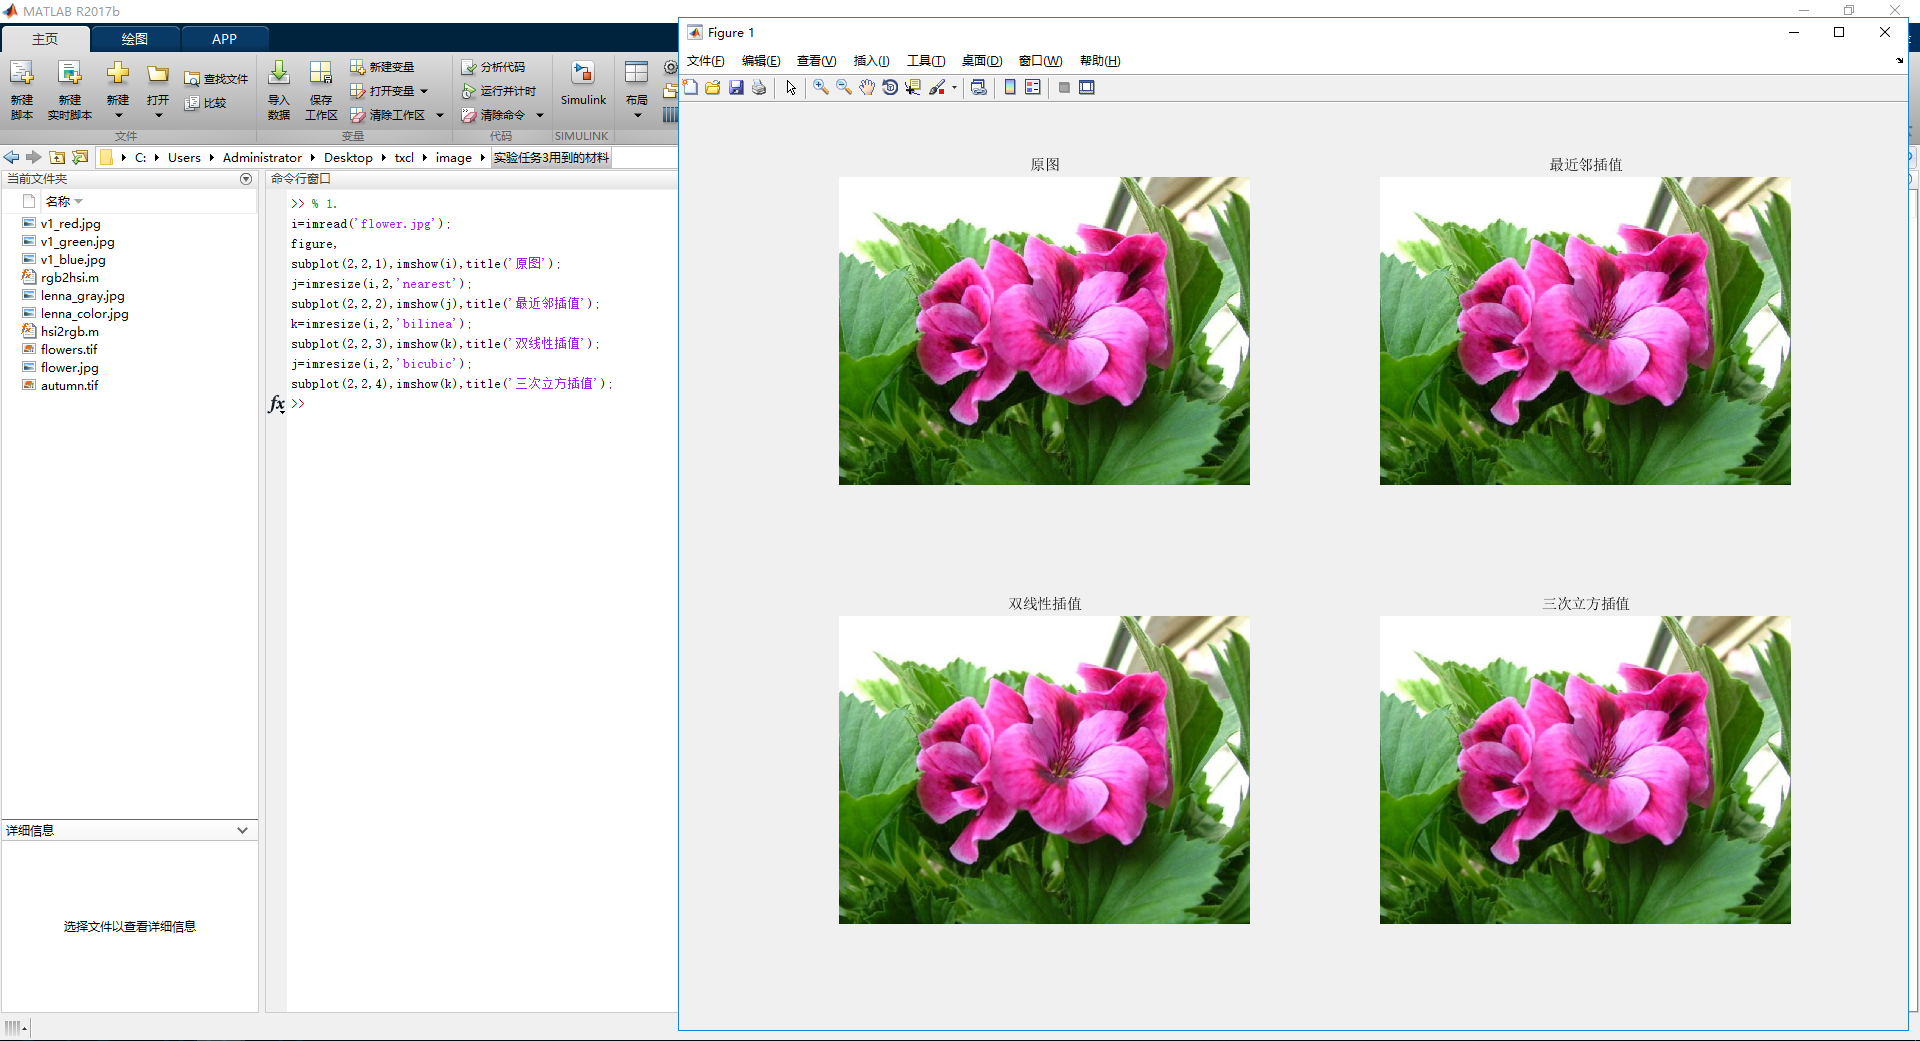 MATLAB R2017b
主页 绘图 APP
新建脚本
新建实时脚本
新建
打开
查找文件
比较
文件
导入数据
保存工作区
新建变量
打开变量
清除工作区
变量
分析代码
运行并计时
清除命令
代码
Simulink
SIMULINK
布局
C: Users Administrator Desktop txcl image 实验任务3用到的材料
当前文件夹
名称
v1_red.jpg
v1_green.jpg
v1_blue.jpg
rgb2hsi.m
lenna_gray.jpg
lenna_color.jpg
hsi2rgb.m
flowers.tif
flower.jpg
autumn.tif
详细信息
选择文件以查看详细信息
命令行窗口
>> % 1.
i=imread('flower.jpg');
figure,
subplot(2,2,1),imshow(i),title('原图');
j=imresize(i,2,'nearest');
subplot(2,2,2),imshow(j),title('最近邻插值');
k=imresize(i,2,'bilinea');
subplot(2,2,3),imshow(k),title('双线性插值');
j=imresize(i,2,'bicubic');
subplot(2,2,4),imshow(k),title('三次立方插值');
fx >>
Figure 1
文件(F) 编辑(E) 查看(V) 插入(I) 工具(T) 桌面(D) 窗口(W) 帮助(H)
原图
最近邻插值
双线性插值
三次立方插值